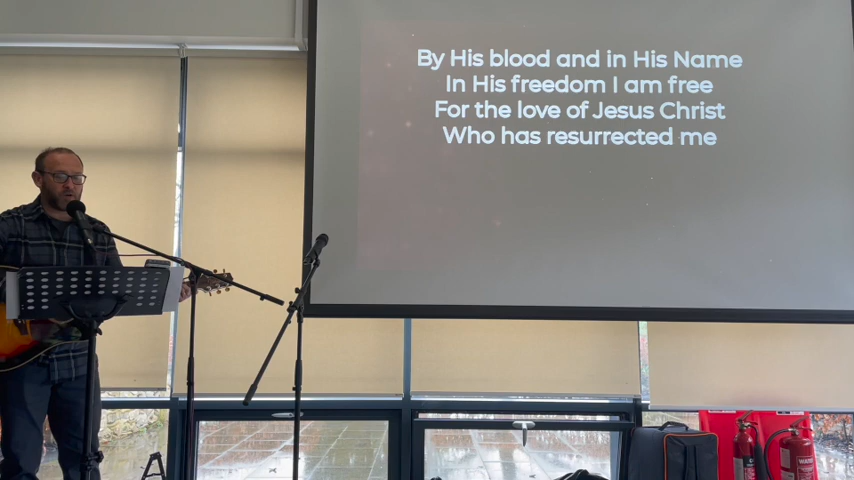 By His blood and in His Name
In His freedom I am free
For the love of Jesus Christ
Who has resurrected me
WATER